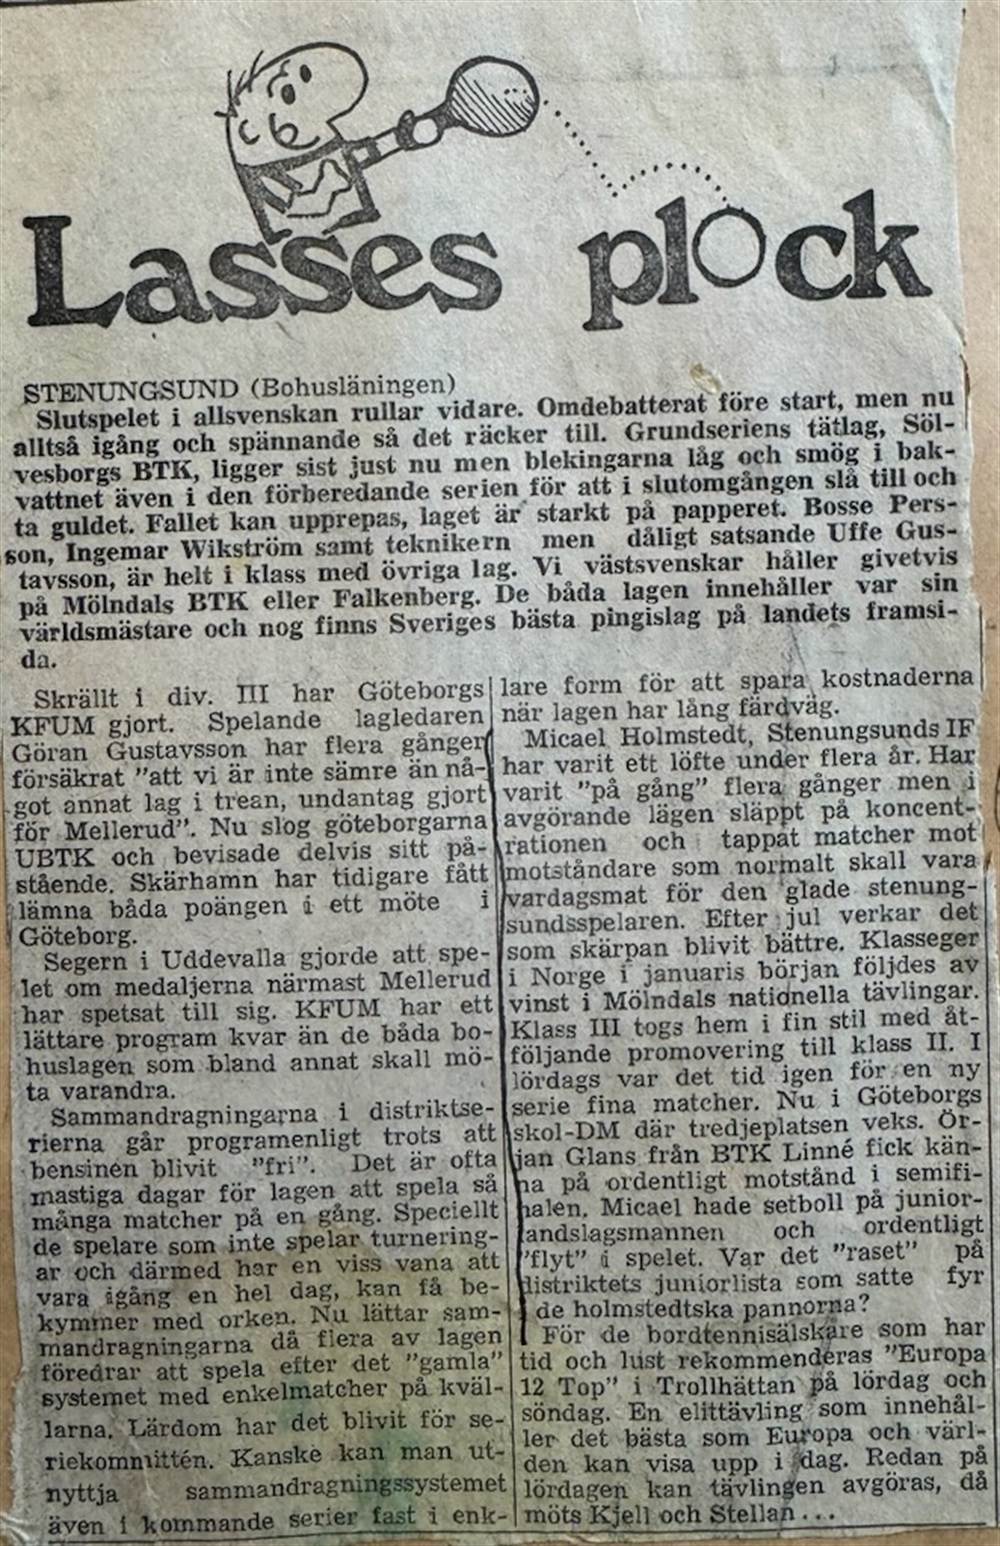 Lasses plock
STENUNGSUND (Bohusläningen)
Slutspelet i allsvenskan rullar vidare. Omdebatterat före start, men nu
alltså igång och spännande så det räcker till. Grundseriens tätlag, Söl-
vesborgs BTK, ligger sist just nu men blekingarna låg och smög i bak-
vattnet även i den förberedande serien för att i slutomgången slå till och
ta guldet. Fallet kan upprepas, laget är starkt på papperet. Bosse Pers-
son, Ingemar Wikström samt teknikern men dåligt satsande Uffe Gus-
tavsson, är helt i klass med övriga lag. Vi västsvenskar håller givetvis
på Mölndals BTK eller Falkenberg. De båda lagen innehåller var sin
världsmästare och nog finns Sveriges bästa pingislag på landets framsi-
da.
Skrällt i div. III har Göteborgs
KFUM gjort. Spelande lagledaren
Göran Gustavsson har flera gånger
försäkrat "att vi är inte sämre än nå-
got annat lag i trean, undantag gjort
för Mellerud". Nu slog göteborgarna
UBTK och bevisade delvis sitt på-
stående. Skärhamn har tidigare fått
lämna båda poängen i ett möte i
Göteborg.
Segern i Uddevalla gjorde att spe-
let om medaljerna närmast Mellerud
har spetsat till sig. KFUM har ett
lättare program kvar än de båda bo-
huslagen som bland annat skall mö-
ta varandra.
Sammandragningarna i distriktse-
rierna går programenligt trots att
bensinen blivit "fri". Det är ofta
mastiga dagar för lagen att spela så
många matcher på en gång. Speciellt
de spelare som inte spelar turnering-
ar och därmed har en viss vana att
vara igång en hel dag, kan få be-
kymmer med orken. Nu lättar sam-
mandragningarna då flera av lagen
föredrar att spela efter det "gamla"
systemet med enkelmatcher på kväl-
larna. Lärdom har det blivit för se-
riekommittén. Kanske kan man ut-
nyttja sammandragningssystemet
även i kommande serier fast i enk-
lare form för att spara kostnaderna
när lagen har lång färdväg.
Micael Holmstedt, Stenungsunds IF
har varit ett löfte under flera år. Har
varit "på gång" flera gånger men i
avgörande lägen släppt på koncent-
rationen och tappat matcher mot
motståndare som normalt skall vara
vardagsmat för den glade stenung-
sundsspelaren. Efter jul verkar det
som skärpan blivit bättre. Klasseger
i Norge i januaris början följdes av
vinst i Mölndals nationella tävlingar.
Klass III togs hem i fin stil med åt-
följande promovering till klass II. I
lördags var det tid igen för en ny
serie fina matcher. Nu i Göteborgs
skol-DM där tredjeplatsen veks. Ör-
jan Glans från BTK Linné fick kän-
na på ordentligt motstånd i semifi-
nalen. Micael hade setboll på junior-
landslagsmannen och ordentligt
"flyt" i spelet. Var det "raset" på
distriktets juniorlista som satte fyr
i de holmstedtska pannorna?
För de bordtennisälskare som har
tid och lust rekommenderas "Europa
12 Top" i Trollhättan på lördag och
söndag. En elittävling som innehål-
ler det bästa som Europa och värl-
den kan visa upp i dag. Redan på
lördagen kan tävlingen avgöras, då
möts Kjell och Stellan...